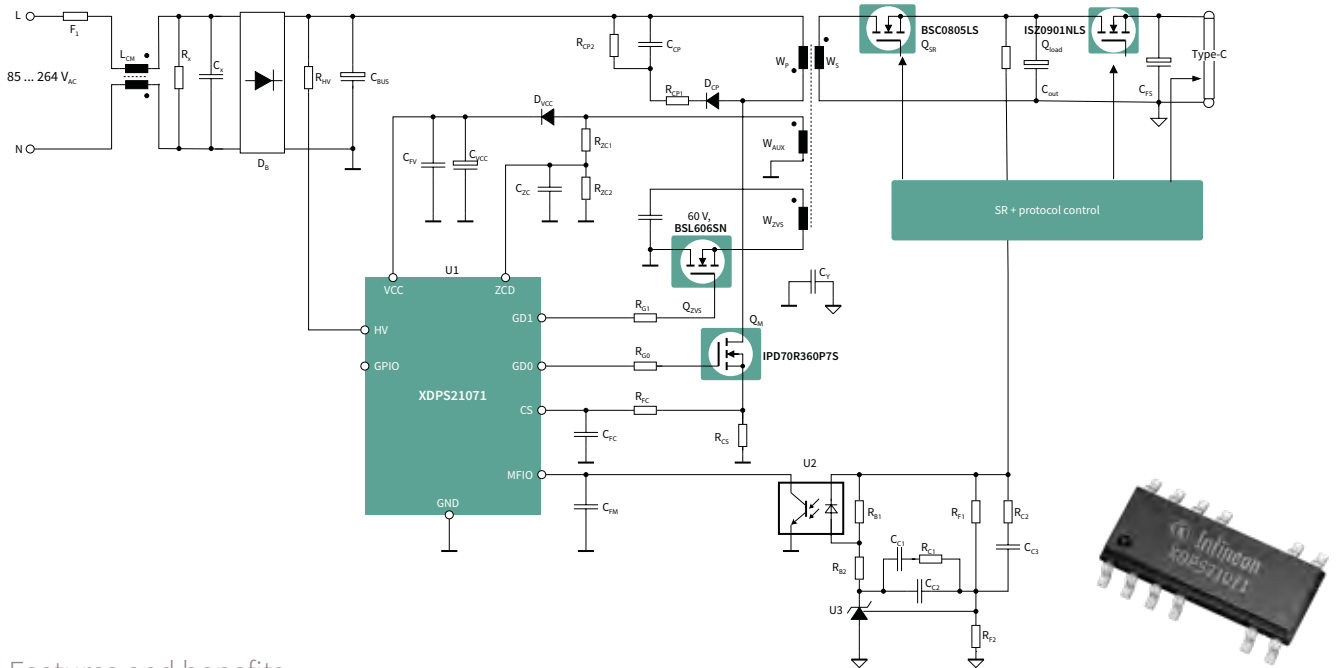 L
F1
LCM
Rx
Cx
85 ... 264 VAC
N
DB
RHV
CBUS
RCP2
CCP
RCP1
DCP
WP
WS
BSC0805LS
QSR
ISZ0901NLS
Qload
Cout
CFS
Type-C
DVCC
CFV
CVCC
RZC1
CZC
RZC2
WAUX
WZVS
60 V,
BSL606SN
QZVS
CY
SR + protocol control
U1
VCC
ZCD
HV
GPIO
GD1
GD0
CS
MFIO
GND
XDPS21071
RG1
RG0
RFC
CFC
CFM
QM
IPD70R360P7S
RCS
U2
RB1
RB2
CC1
RC1
CC2
RF1
RC2
CC3
U3
RF2
Infineon
XDPS21071
Features and benefits